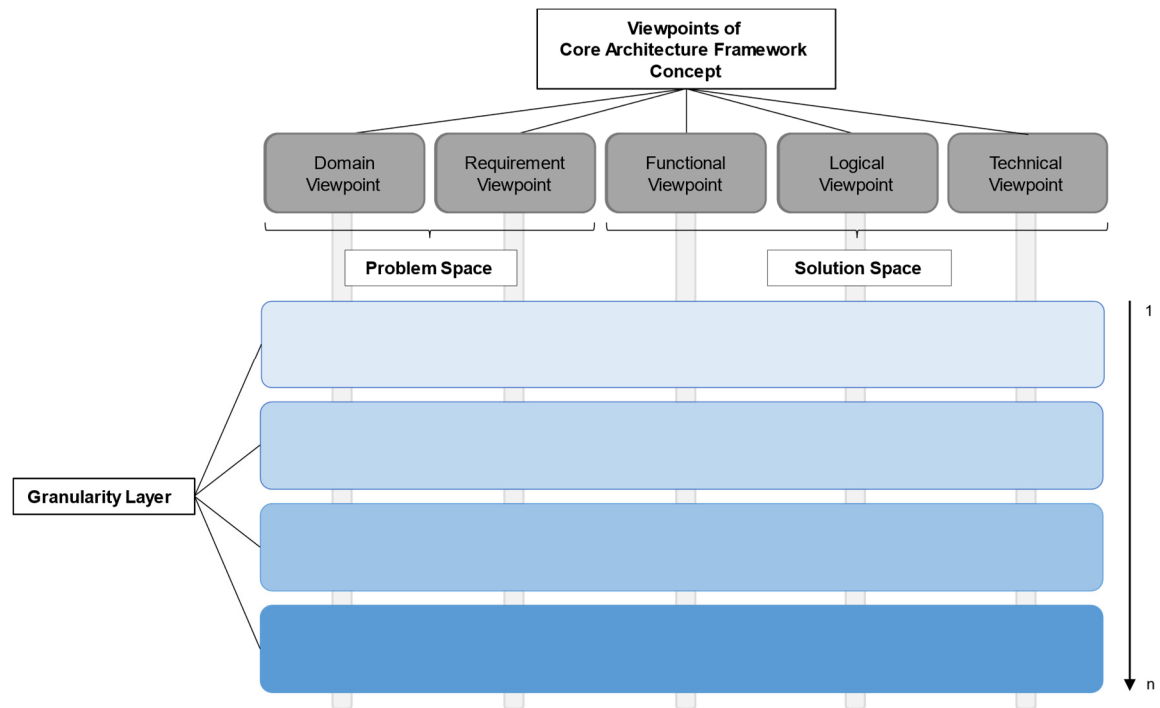 Viewpoints of
Core Architecture Framework
Concept
Domain
Viewpoint
Requirement
Viewpoint
Functional
Viewpoint
Logical
Viewpoint
Technical
Viewpoint
Problem Space
Solution Space
1
Granularity Layer
n